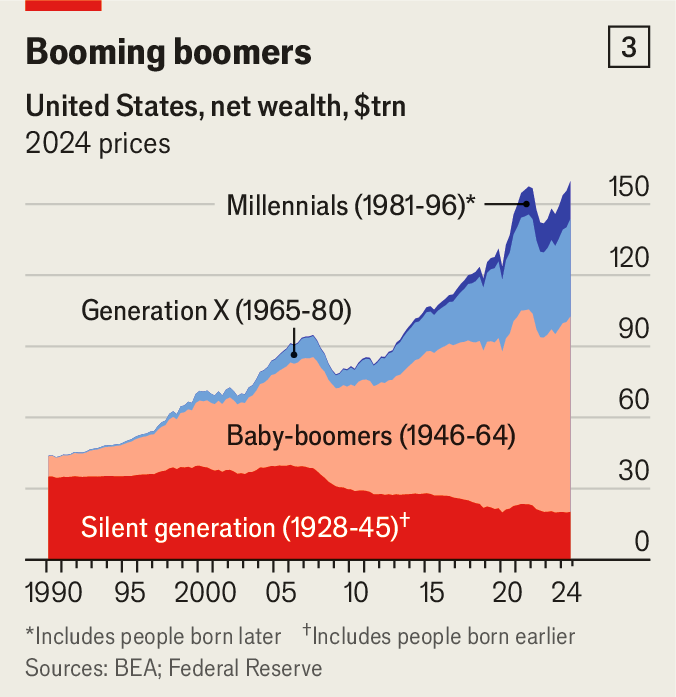 Booming boomers
3
United States, net wealth, $trn
2024 prices
150
Millennials (1981-96)*
120
Generation X (1965-80)
90
60
Baby-boomers (1946-64)
30
Silent generation (1928-45)†
0
1990 95 2000 05 10 15 20 24
*Includes people born later †Includes people born earlier
Sources: BEA; Federal Reserve